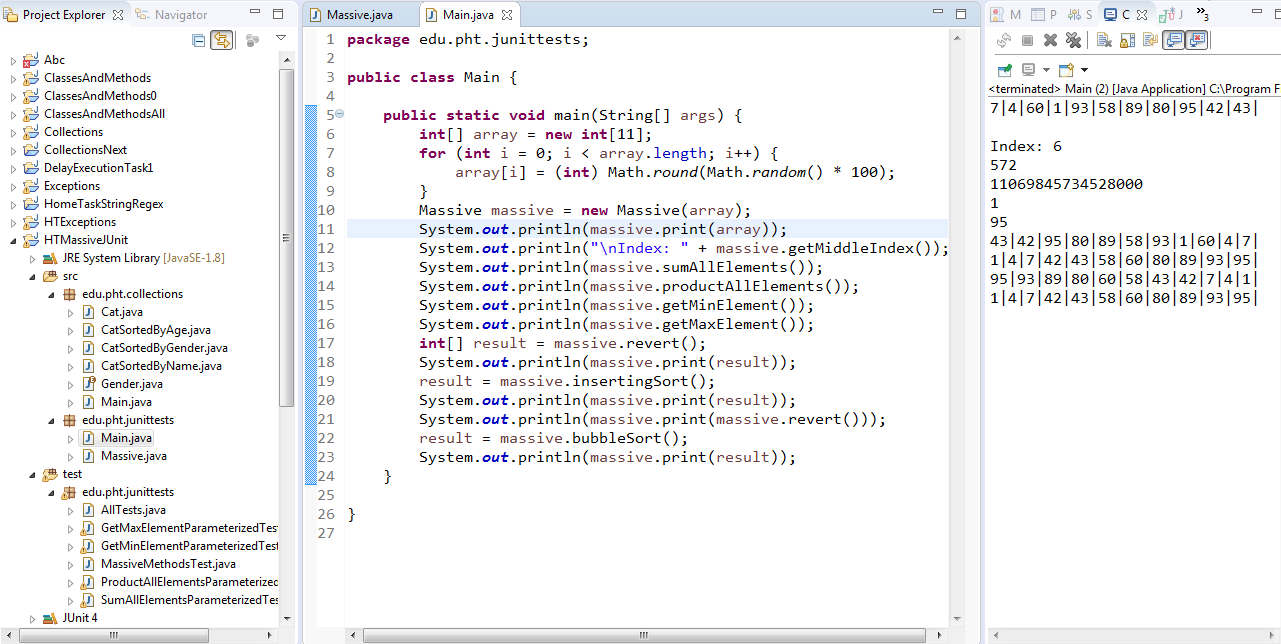 Project Explorer
Navigator
Abc
ClassesAndMethods
ClassesAndMethods0
ClassesAndMethodsAll
Collections
CollectionsNext
DelayExecutionTask1
Exceptions
HomeTaskStringRegex
HTExceptions
HTMassiveJUnit
JRE System Library [JavaSE-1.8]
src
edu.pht.collections
Cat.java
CatSortedByAge.java
CatSortedByGender.java
CatSortedByName.java
Gender.java
Main.java
edu.pht.junittests
Main.java
Massive.java
test
edu.pht.junittests
AllTests.java
GetMaxElementParameterizedTes
GetMinElementParameterizedTest
MassiveMethodsTest.java
ProductAllElementsParameterized
SumAllElementsParameterizedTes
JUnit 4
Massive.java
Main.java
1 package edu.pht.junittests;
2
3 public class Main {
4
5 public static void main(String[] args) {
6 int[] array = new int[11];
7 for (int i = 0; i < array.length; i++) {
8 array[i] = (int) Math.round(Math.random() * 100);
9 }
10 Massive massive = new Massive(array);
11 System.out.println(massive.print(array));
12 System.out.println("\nIndex: " + massive.getMiddleIndex());
13 System.out.println(massive.sumAllElements());
14 System.out.println(massive.productAllElements());
15 System.out.println(massive.getMinElement());
16 System.out.println(massive.getMaxElement());
17 int[] result = massive.revert();
18 System.out.println(massive.print(result));
19 result = massive.insertingSort();
20 System.out.println(massive.print(result));
21 System.out.println(massive.print(massive.revert()));
22 result = massive.bubbleSort();
23 System.out.println(massive.print(result));
24 }
25
26 }
27
M P S C J »3
<terminated> Main (2) [Java Application] C:\Program F
7|4|60|1|93|58|89|80|95|42|43|
Index: 6
572
11069845734528000
1
95
43|42|95|80|89|58|93|1|60|4|7|
1|4|7|42|43|58|60|80|89|93|95|
95|93|89|80|60|58|43|42|7|4|1|
1|4|7|42|43|58|60|80|89|93|95|